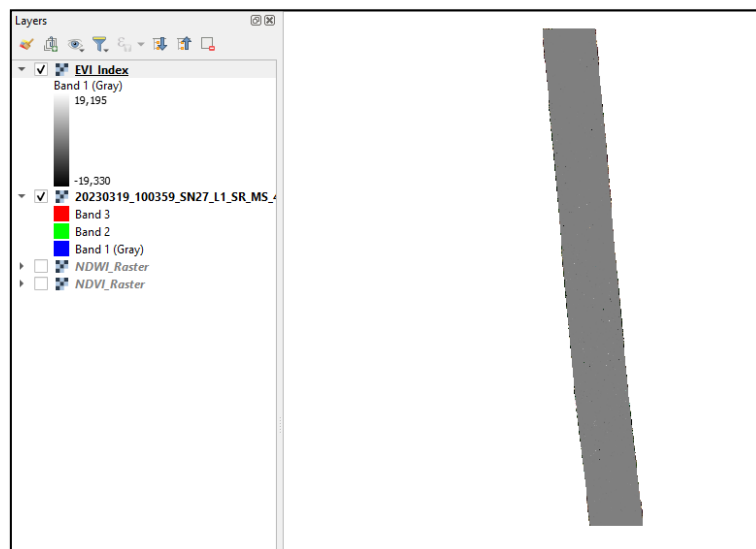 Layers
EVI_Index
Band 1 (Gray)
19,195
-19,330
20230319_100359_SN27_L1_SR_MS_4
Band 3
Band 2
Band 1 (Gray)
NDWI_Raster
NDVI_Raster